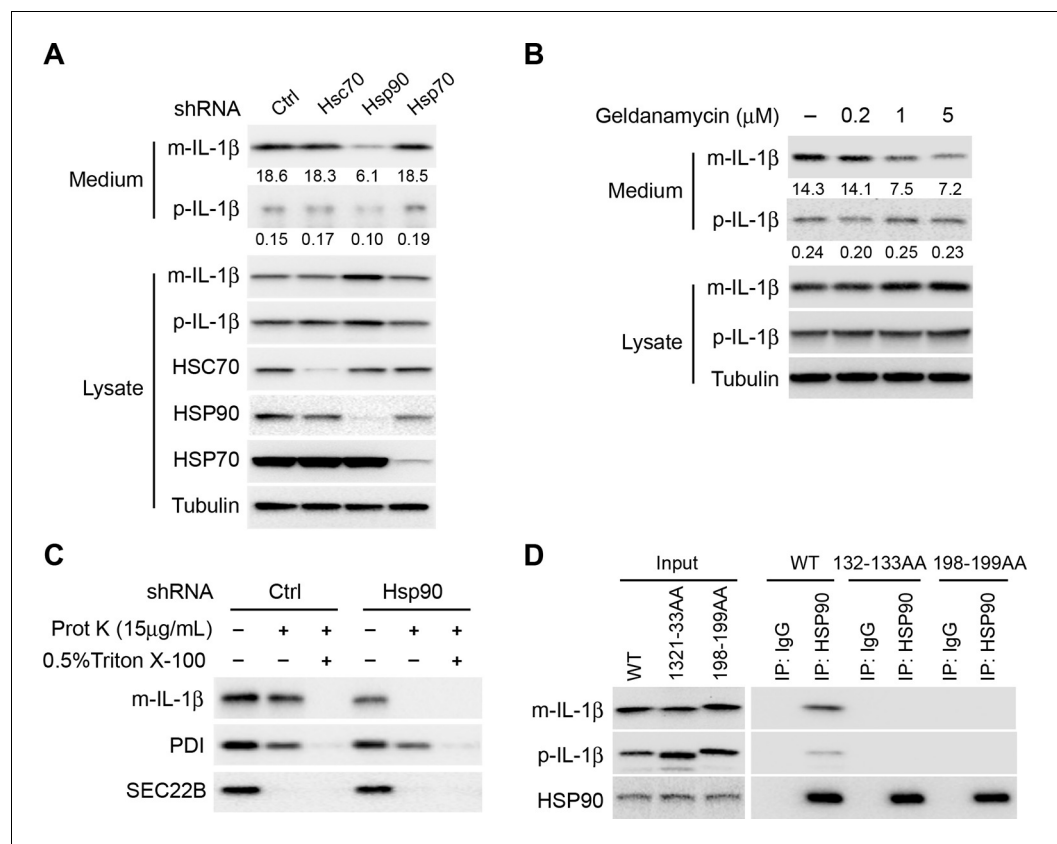 A
shRNA Ctrl Hsc70 Hsp90 Hsp70
Medium
m-IL-1β
18.6 18.3 6.1 18.5
p-IL-1β
0.15 0.17 0.10 0.19
Lysate
m-IL-1β
p-IL-1β
HSC70
HSP90
HSP70
Tubulin
B
Geldanamycin (μM) – 0.2 1 5
Medium
m-IL-1β
14.3 14.1 7.5 7.2
p-IL-1β
0.24 0.20 0.25 0.23
Lysate
m-IL-1β
p-IL-1β
Tubulin
C
shRNA Ctrl Hsp90
Prot K (15μg/mL) – + + – + +
0.5%Triton X-100 – – + – – +
m-IL-1β
PDI
SEC22B
D
Input WT 132-133AA 198-199AA
WT 1321-33AA 198-199AA IP: IgG IP: HSP90 IP: IgG IP: HSP90 IP: IgG IP: HSP90
m-IL-1β
p-IL-1β
HSP90